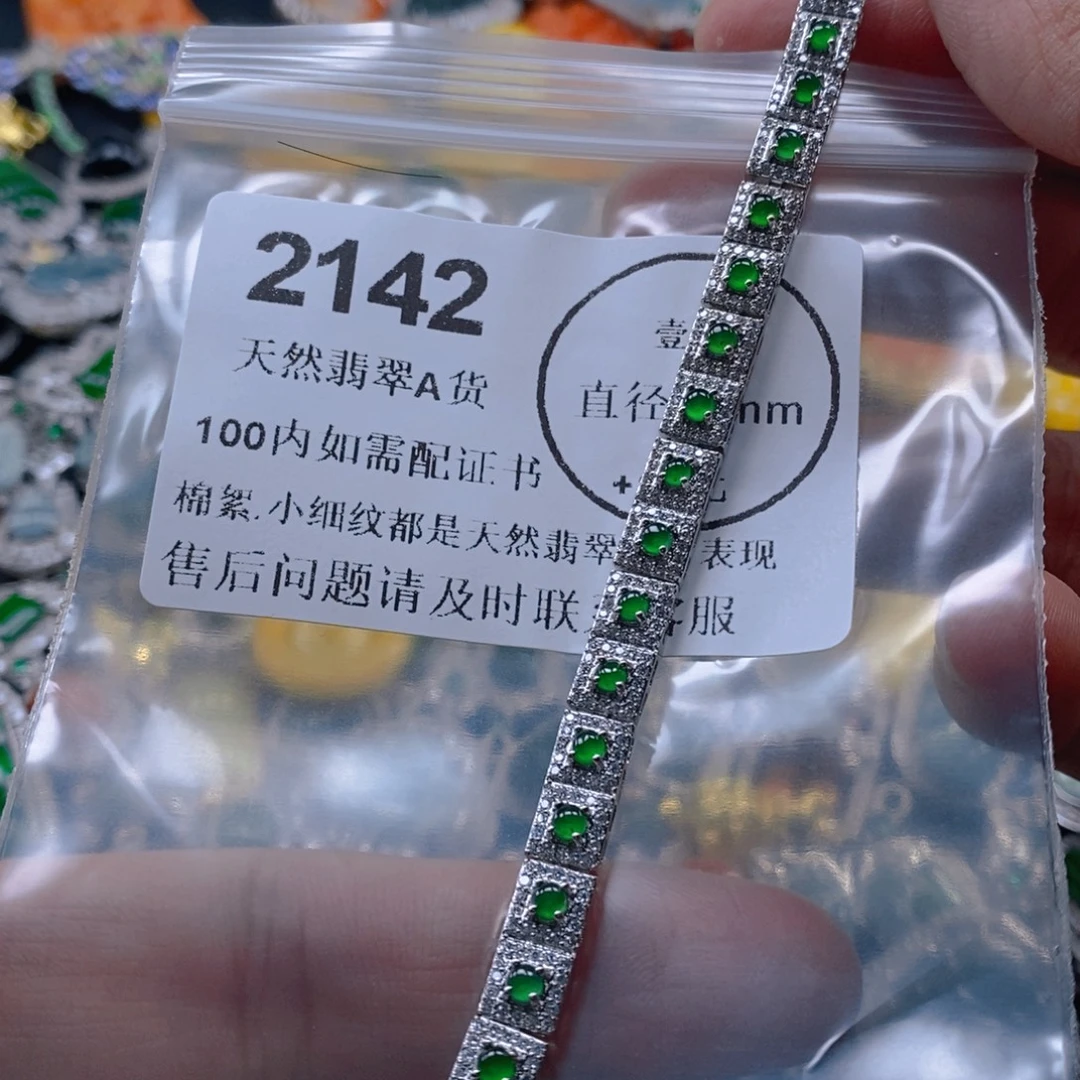 2142
天然翡翠A货
100内如需配证书
棉絮.小细纹都是天然翡翠 表现
售后问题请及时联 客服
壹
直径 mm
+